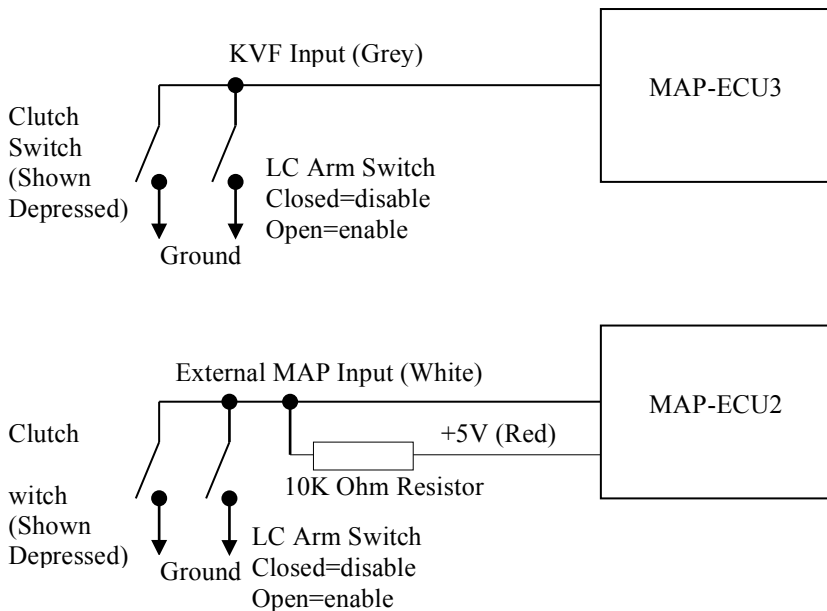 KVF Input (Grey)
MAP-ECU3
Clutch
Switch
(Shown
Depressed)
LC Arm Switch
Closed=disable
Open=enable
Ground
External MAP Input (White)
MAP-ECU2
+5V (Red)
Clutch
witch
(Shown
Depressed)
10K Ohm Resistor
LC Arm Switch
Closed=disable
Open=enable
Ground